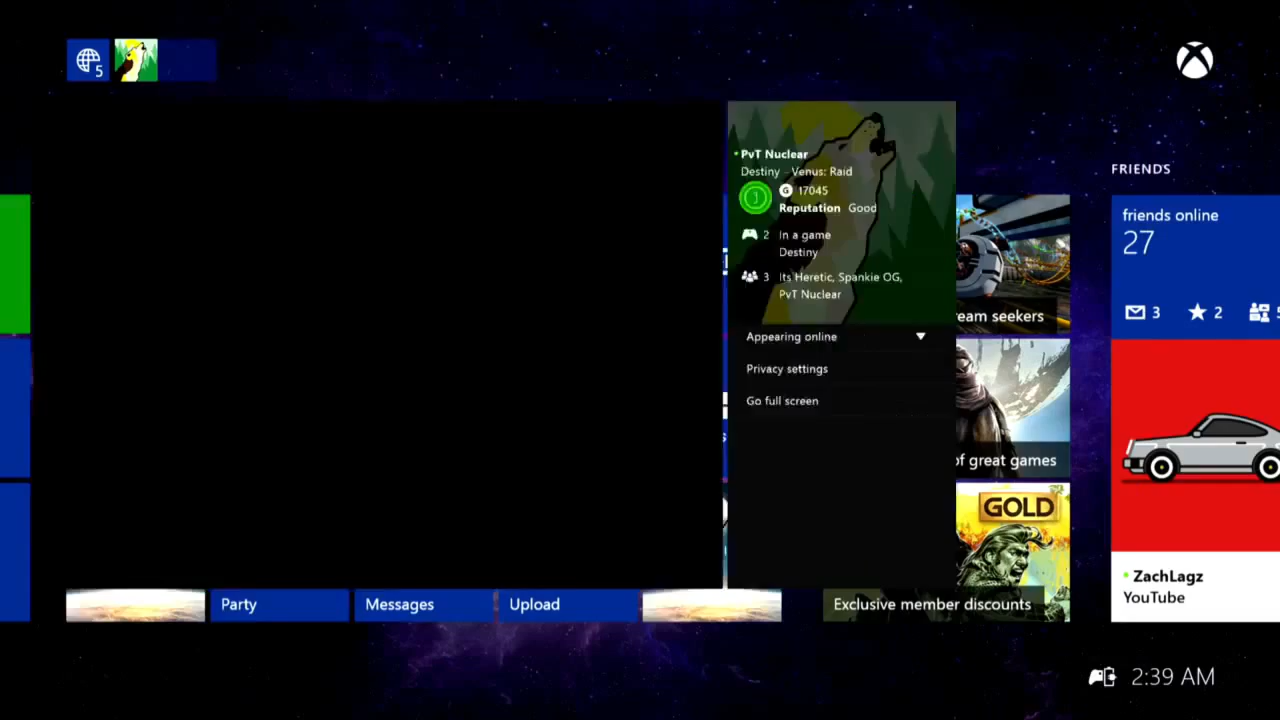 5
PvT Nuclear
Destiny - Venus: Raid
G 17045
Reputation Good
2 In a game
Destiny
3 Its Heretic, Spankie OG,
PvT Nuclear
Appearing online
Privacy settings
Go full screen
eam seekers
of great games
GOLD
Exclusive member discounts
Party
Messages
Upload
FRIENDS
friends online
27
3
2
ZachLagz
YouTube
2:39 AM